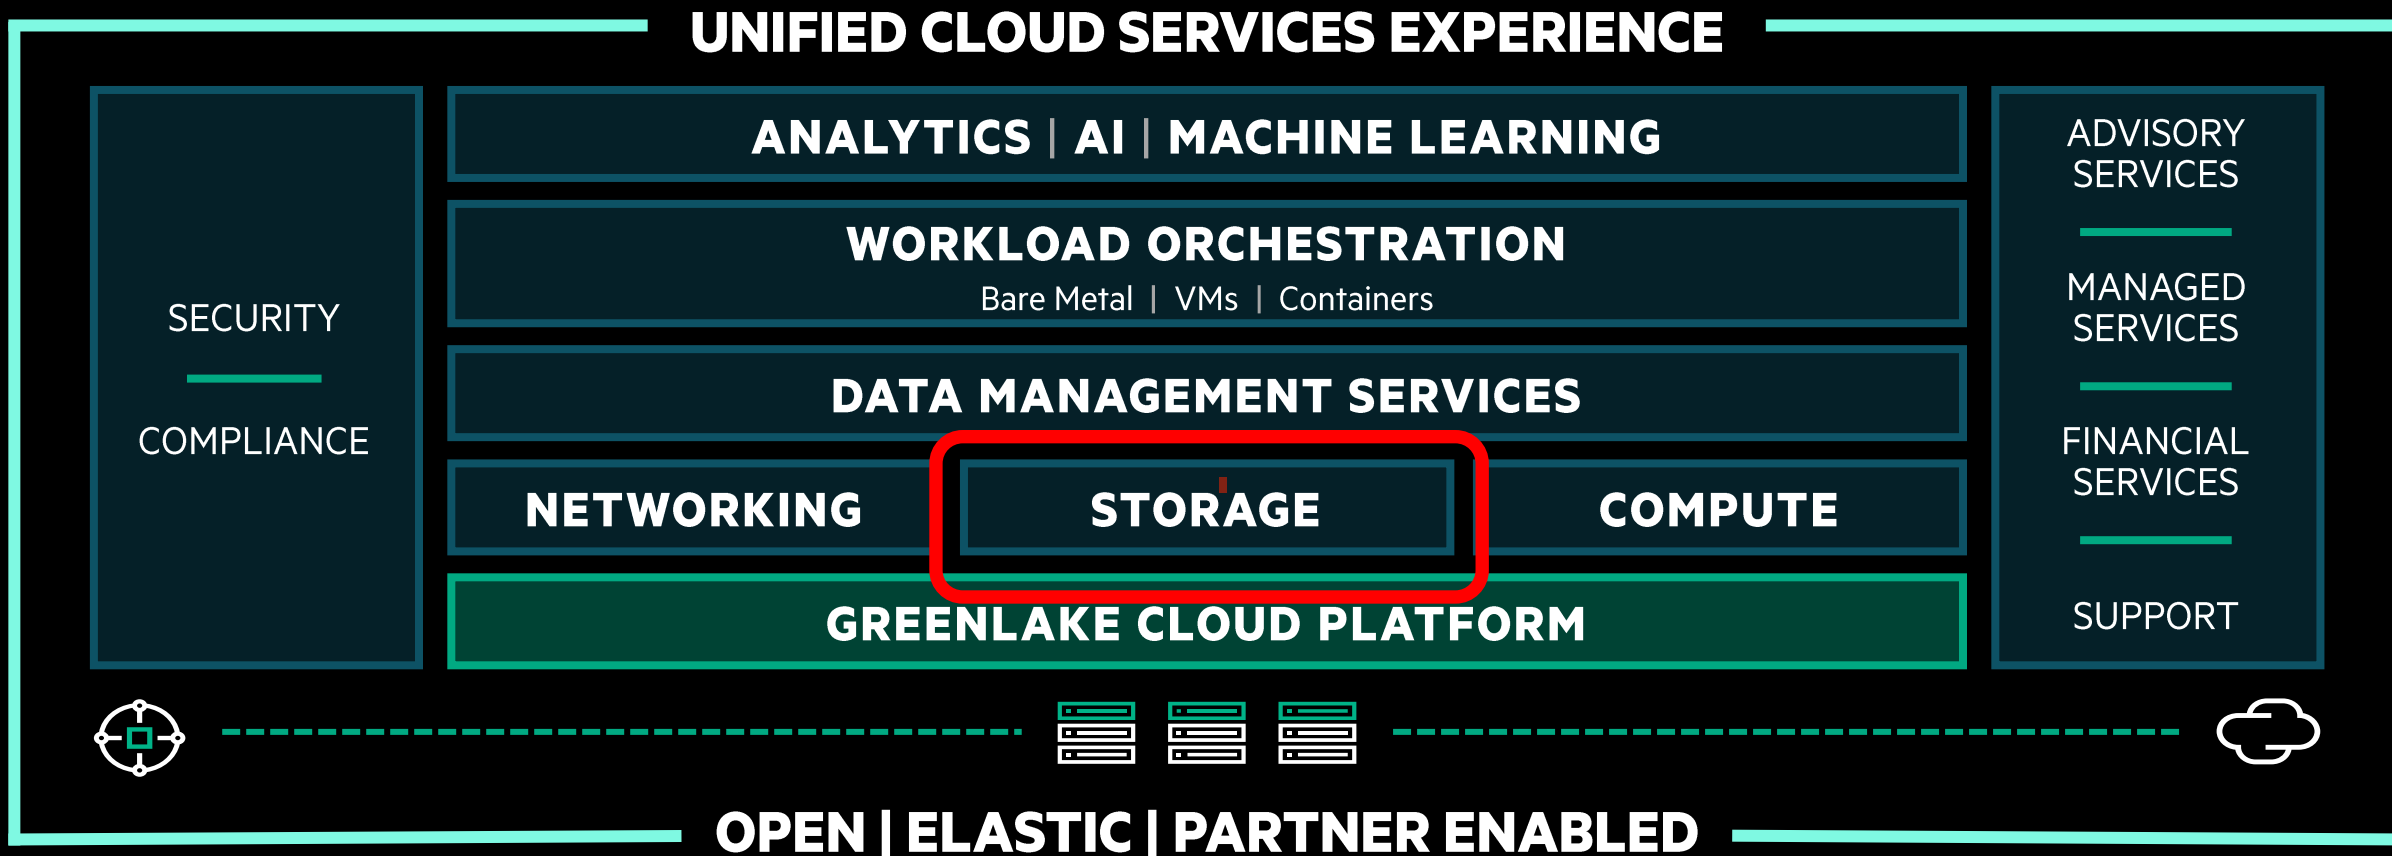 UNIFIED CLOUD SERVICES EXPERIENCE
SECURITY
COMPLIANCE
ANALYTICS | AI | MACHINE LEARNING
WORKLOAD ORCHESTRATION
Bare Metal | VMs | Containers
DATA MANAGEMENT SERVICES
NETWORKING
STORAGE
COMPUTE
GREENLAKE CLOUD PLATFORM
ADVISORY
SERVICES
MANAGED
SERVICES
FINANCIAL
SERVICES
SUPPORT
OPEN | ELASTIC | PARTNER ENABLED